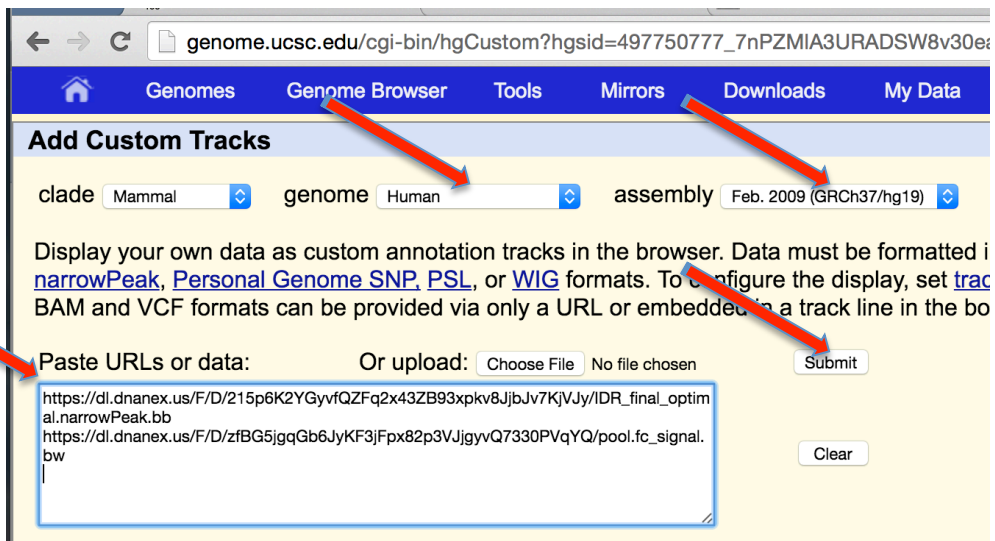 genome.ucsc.edu/cgi-bin/hgCustom?hgsid=497750777_7nPZMlA3URADSW8v30ea
Genomes Genome Browser Tools Mirrors Downloads My Data
Add Custom Tracks
clade Mammal genome Human assembly Feb. 2009 (GRCh37/hg19)
Display your own data as custom annotation tracks in the browser. Data must be formatted i
narrowPeak, Personal Genome SNP, PSL, or WIG formats. To configure the display, set trac
BAM and VCF formats can be provided via only a URL or embedded in a track line in the bo
Paste URLs or data: Or upload: Choose File No file chosen Submit
https://dl.dnanex.us/F/D/215p6K2YGyvfQZFq2x43ZB93xpkv8JjbJv7KjVJy/IDR_final_optim
al.narrowPeak.bb
https://dl.dnanex.us/F/D/zfBG5jgqGb6JyKF3jFpx82p3VJjgyvQ7330PVqYQ/pool.fc_signal.
bw
Clear